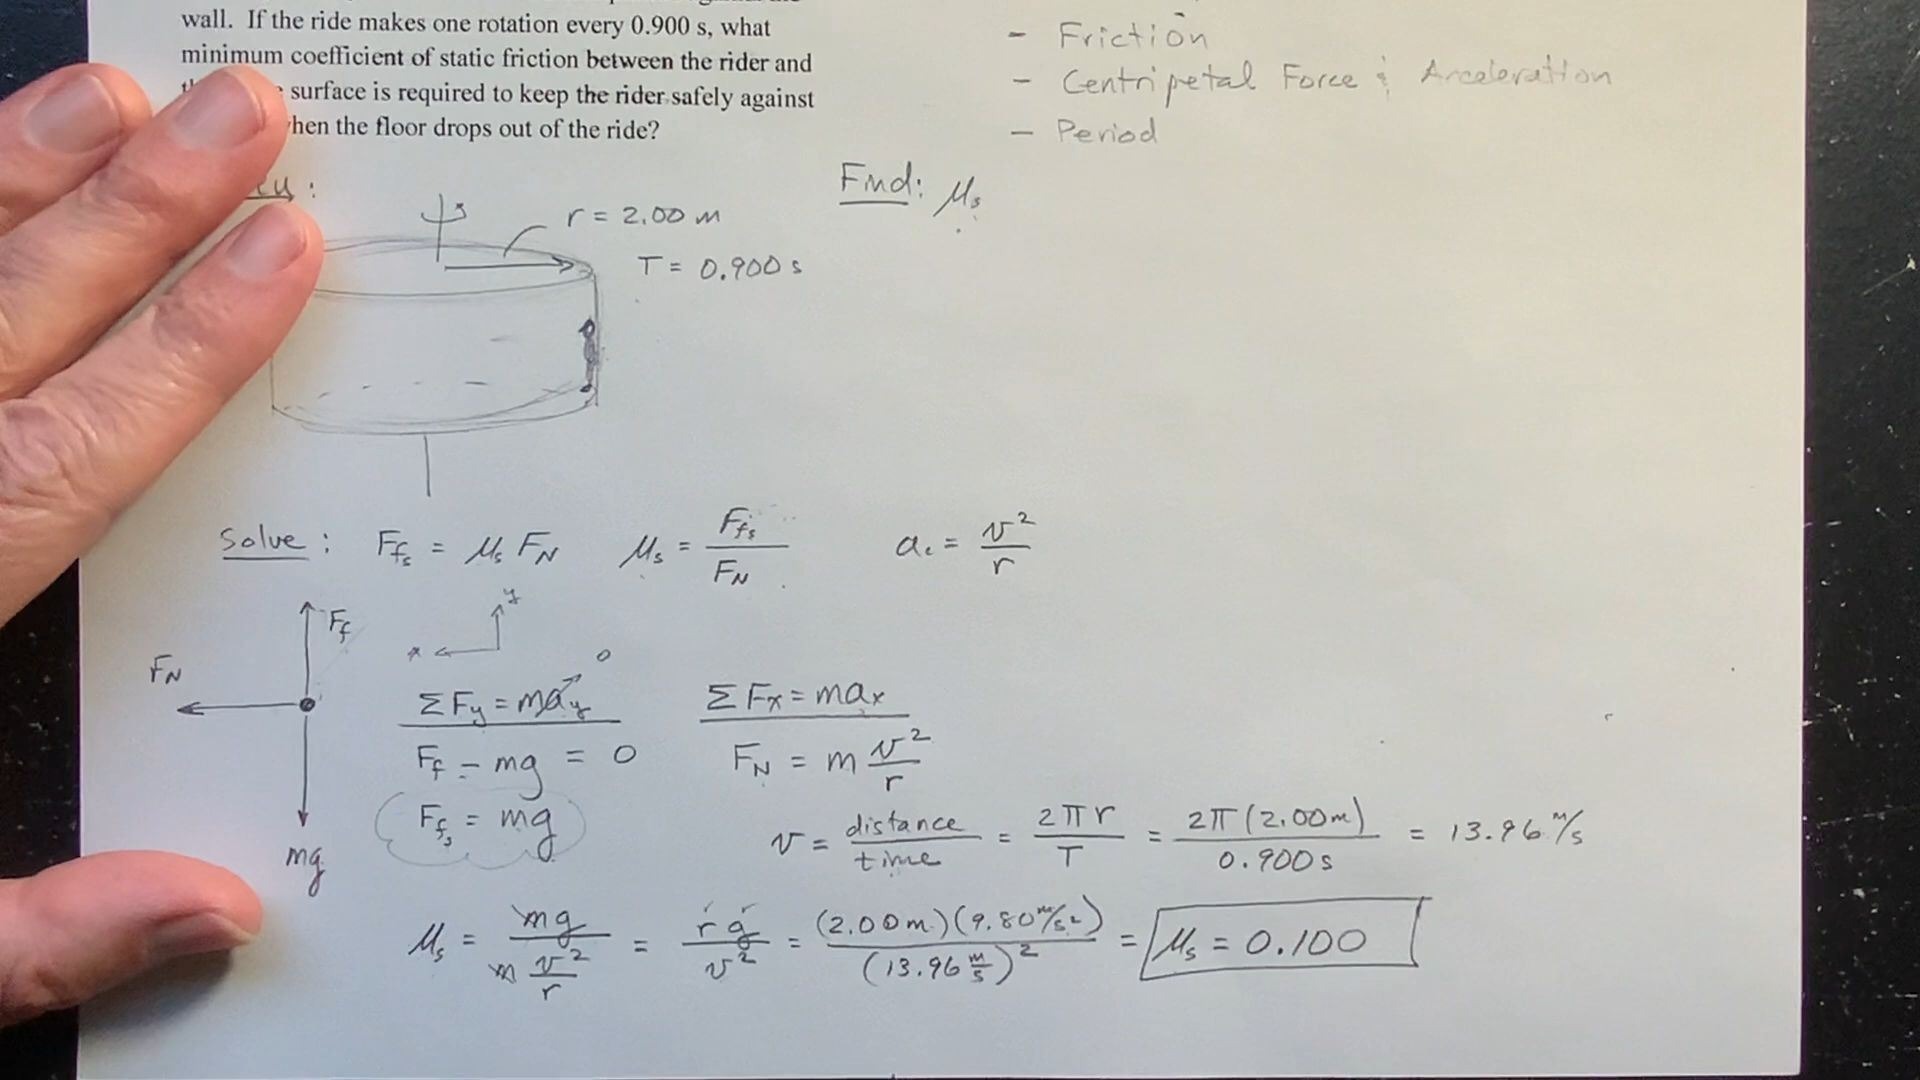 wall. If the ride makes one rotation every 0.900 s, what
minimum coefficient of static friction between the rider and
surface is required to keep the rider safely against
hen the floor drops out of the ride?
- Friction
- Centripetal Force & Acceleration
- Period
Find: μs
r = 2.00 m
T = 0.900 s
Solve: Ffs = μs FN μs = Ffs / FN ac = v² / r
Ff
FN
mg
y
x
ΣFy = may 0
Ff - mg = 0
Ffs = mg
ΣFx = max
FN = m v² / r
v = distance / time = 2πr / T = 2π(2.00m) / 0.900s = 13.96 m/s
μs = mg / (m v² / r) = rg / v² = (2.00m)(9.80 m/s²) / (13.96 m/s)² = μs = 0.100